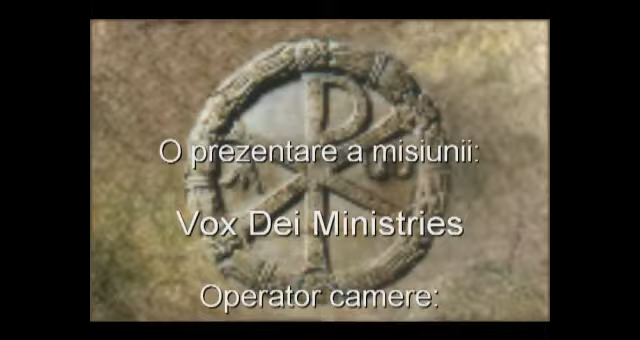 O prezentare a misiunii:
Vox Dei Ministries
Operator camere: